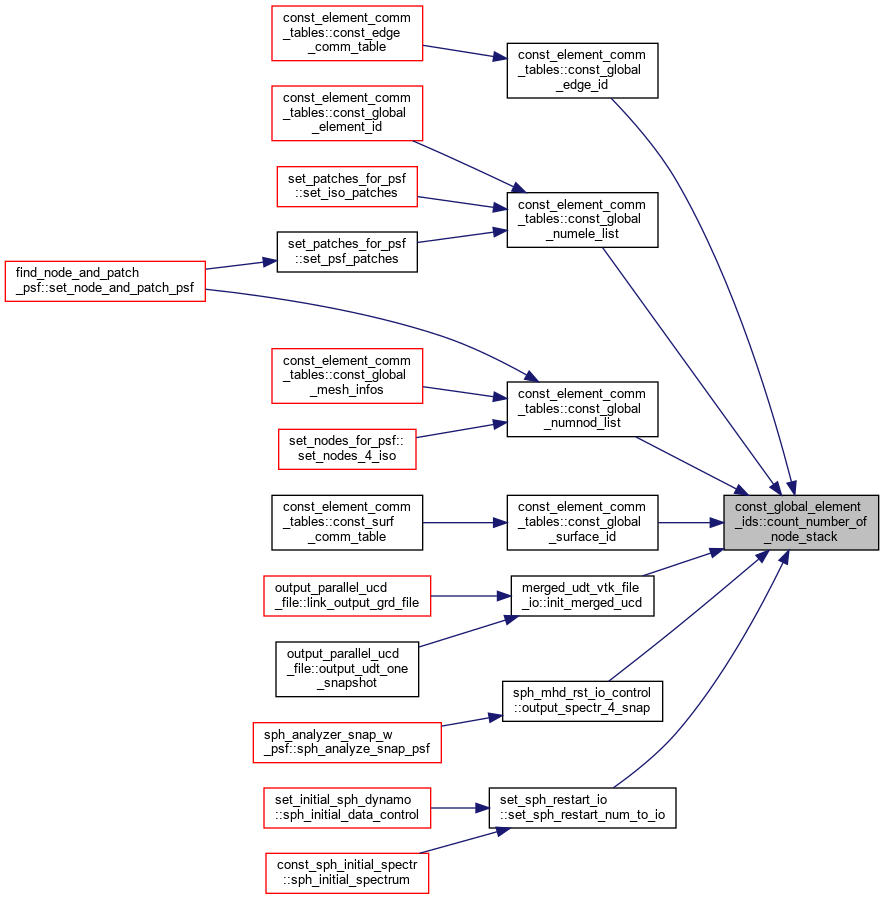 const_element_comm
_tables::const_edge
_comm_table
const_element_comm
_tables::const_global
_edge_id
const_element_comm
_tables::const_global
_element_id
set_patches_for_psf
::set_iso_patches
const_element_comm
_tables::const_global
_numele_list
set_patches_for_psf
::set_psf_patches
find_node_and_patch
_psf::set_node_and_patch_psf
const_element_comm
_tables::const_global
_mesh_infos
const_element_comm
_tables::const_global
_numnod_list
set_nodes_for_psf::
set_nodes_4_iso
const_element_comm
_tables::const_surf
_comm_table
const_element_comm
_tables::const_global
_surface_id
const_global_element
_ids::count_number_of
_node_stack
output_parallel_ucd
_file::link_output_grd_file
merged_udt_vtk_file
_io::init_merged_ucd
output_parallel_ucd
_file::output_udt_one
_snapshot
sph_mhd_rst_io_control
::output_spectr_4_snap
sph_analyzer_snap_w
_psf::sph_analyze_snap_psf
set_initial_sph_dynamo
::sph_initial_data_control
set_sph_restart_io
::set_sph_restart_num_to_io
const_sph_initial_spectr
::sph_initial_spectrum